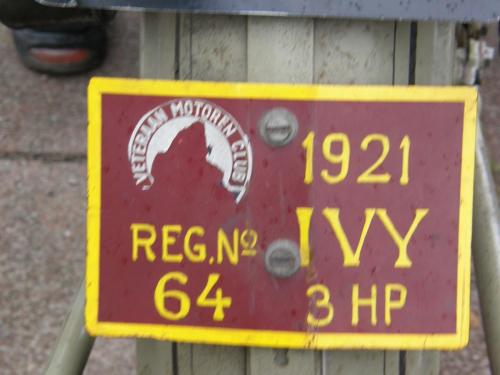 VETERAAN MOTOREN CLUB
1921
REG.Nº
IVY
64
3 HP